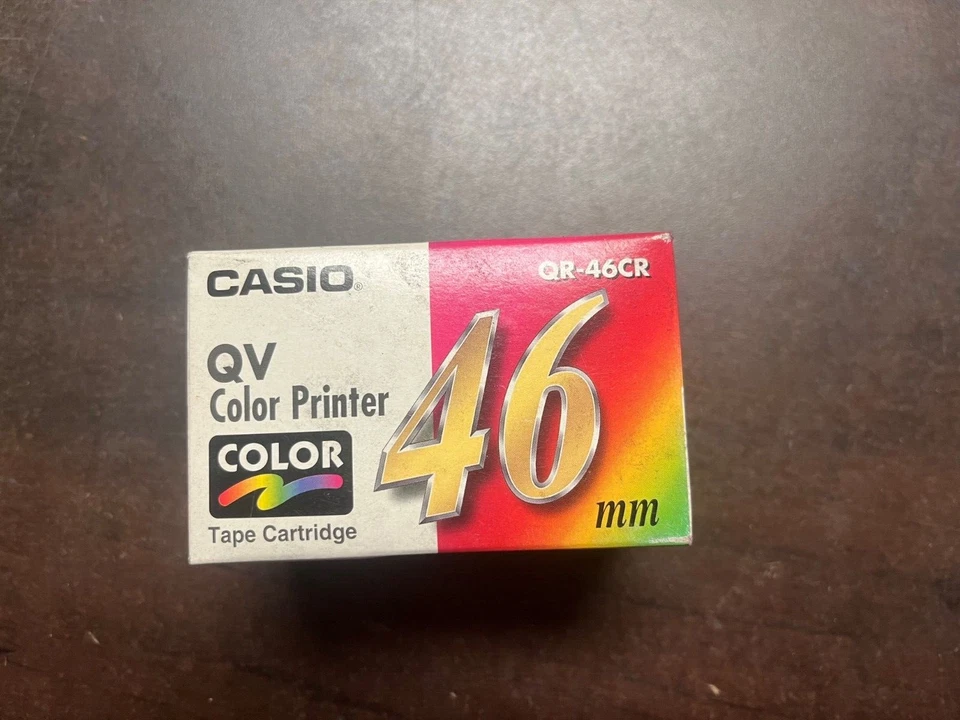 CASIO®
QR-46CR
QV
Color Printer
COLOR
Tape Cartridge
46
mm